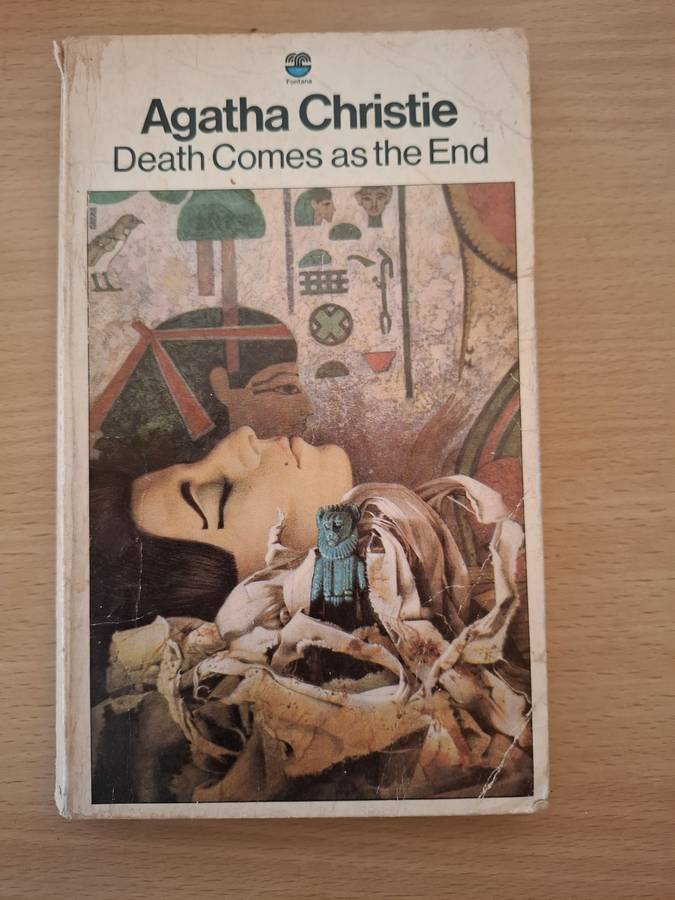 Fontana
Agatha Christie
Death Comes as the End